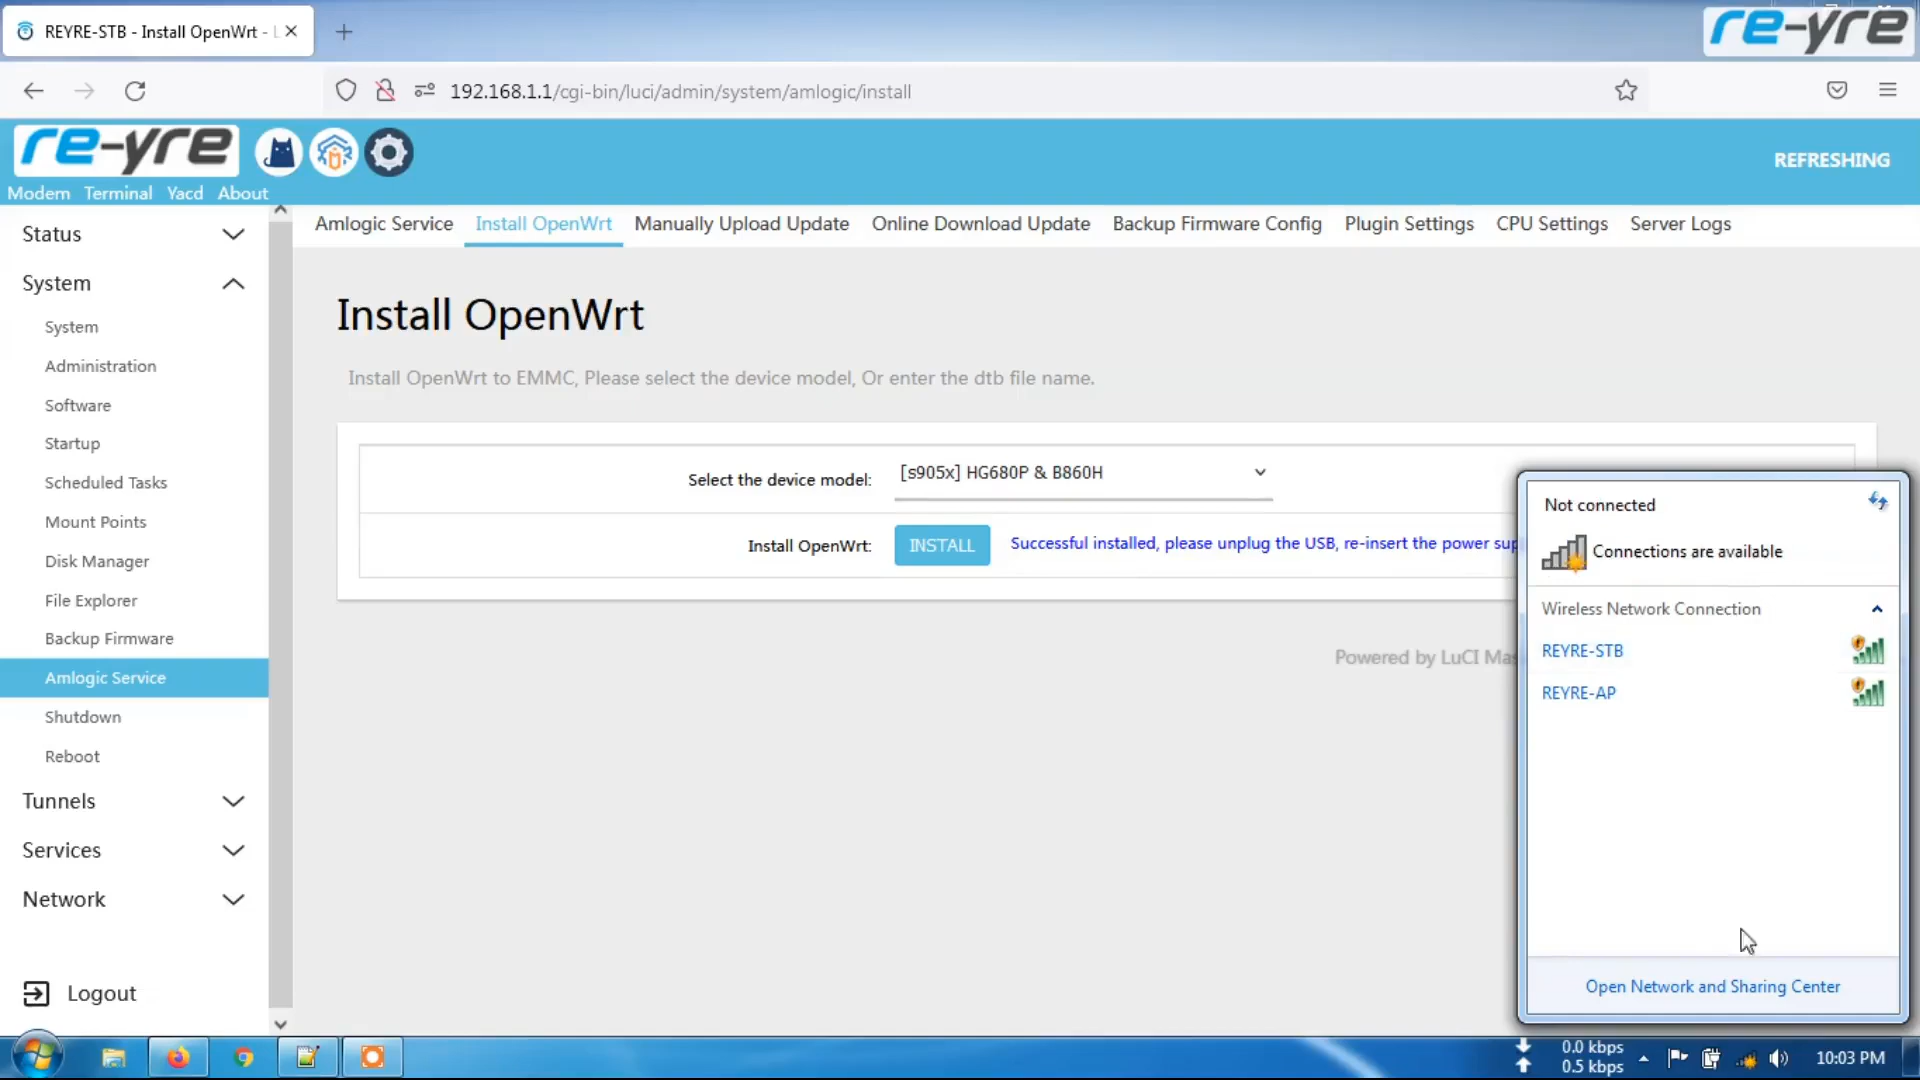 REYRE-STB - Install OpenWrt - L
re-yre
192.168.1.1/cgi-bin/luci/admin/system/amlogic/install
re-yre
REFRESHING
Modem Terminal Yacd About
Amlogic Service Install OpenWrt Manually Upload Update Online Download Update Backup Firmware Config Plugin Settings CPU Settings Server Logs
Status
System
System
Administration
Software
Startup
Scheduled Tasks
Mount Points
Disk Manager
File Explorer
Backup Firmware
Amlogic Service
Shutdown
Reboot
Tunnels
Services
Network
Logout
Install OpenWrt
Install OpenWrt to EMMC, Please select the device model, Or enter the dtb file name.
Select the device model: [s905x] HG680P & B860H
Install OpenWrt: INSTALL Successful installed, please unplug the USB, re-insert the power sup
Powered by LuCI Mas
Not connected
Connections are available
Wireless Network Connection
REYRE-STB
REYRE-AP
Open Network and Sharing Center
0.0 kbps
0.5 kbps
10:03 PM